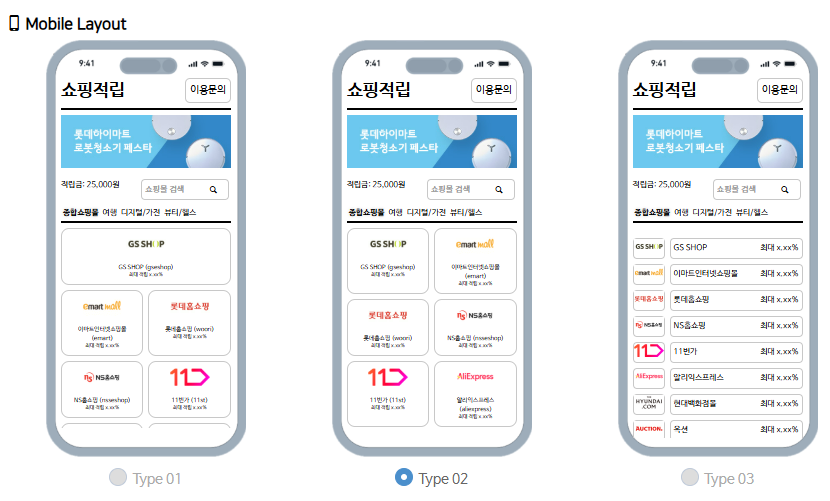 Mobile Layout
9:41
쇼핑적립
이용문의
롯데하이마트
로봇청소기 페스타
적립금: 25,000원
쇼핑몰 검색
종합쇼핑몰 여행 디지털/가전 뷰티/헬스
GS SHOP
GS SHOP (gseshop)
최대 적립 x.xx%
emart mall
이마트인터넷쇼핑몰
(emart)
최대 적립 x.xx%
롯데홈쇼핑
롯데홈쇼핑 (woori)
최대 적립 x.xx%
NS홈쇼핑
NS홈쇼핑 (nsseshop)
최대 적립 x.xx%
11번가 (11st)
최대 적립 x.xx%
Type 01
9:41
쇼핑적립
이용문의
롯데하이마트
로봇청소기 페스타
적립금: 25,000원
쇼핑몰 검색
종합쇼핑몰 여행 디지털/가전 뷰티/헬스
GS SHOP
GS SHOP (gseshop)
최대 적립 x.xx%
emart mall
이마트인터넷쇼핑몰
(emart)
최대 적립 x.xx%
롯데홈쇼핑
롯데홈쇼핑 (woori)
최대 적립 x.xx%
NS홈쇼핑
NS홈쇼핑 (nsseshop)
최대 적립 x.xx%
11번가 (11st)
최대 적립 x.xx%
AliExpress
알리익스프레스
(aliexpress)
최대 적립 x.xx%
Type 02
9:41
쇼핑적립
이용문의
롯데하이마트
로봇청소기 페스타
적립금: 25,000원
쇼핑몰 검색
종합쇼핑몰 여행 디지털/가전 뷰티/헬스
GS SHOP GS SHOP 최대 x.xx%
emart mall 이마트인터넷쇼핑몰 최대 x.xx%
롯데홈쇼핑 롯데홈쇼핑 최대 x.xx%
NS홈쇼핑 NS홈쇼핑 최대 x.xx%
11번가 최대 x.xx%
AliExpress 알리익스프레스 최대 x.xx%
HYUNDAI
.COM 현대백화점몰 최대 x.xx%
AUCTION. 옥션 최대 x.xx%
Type 03